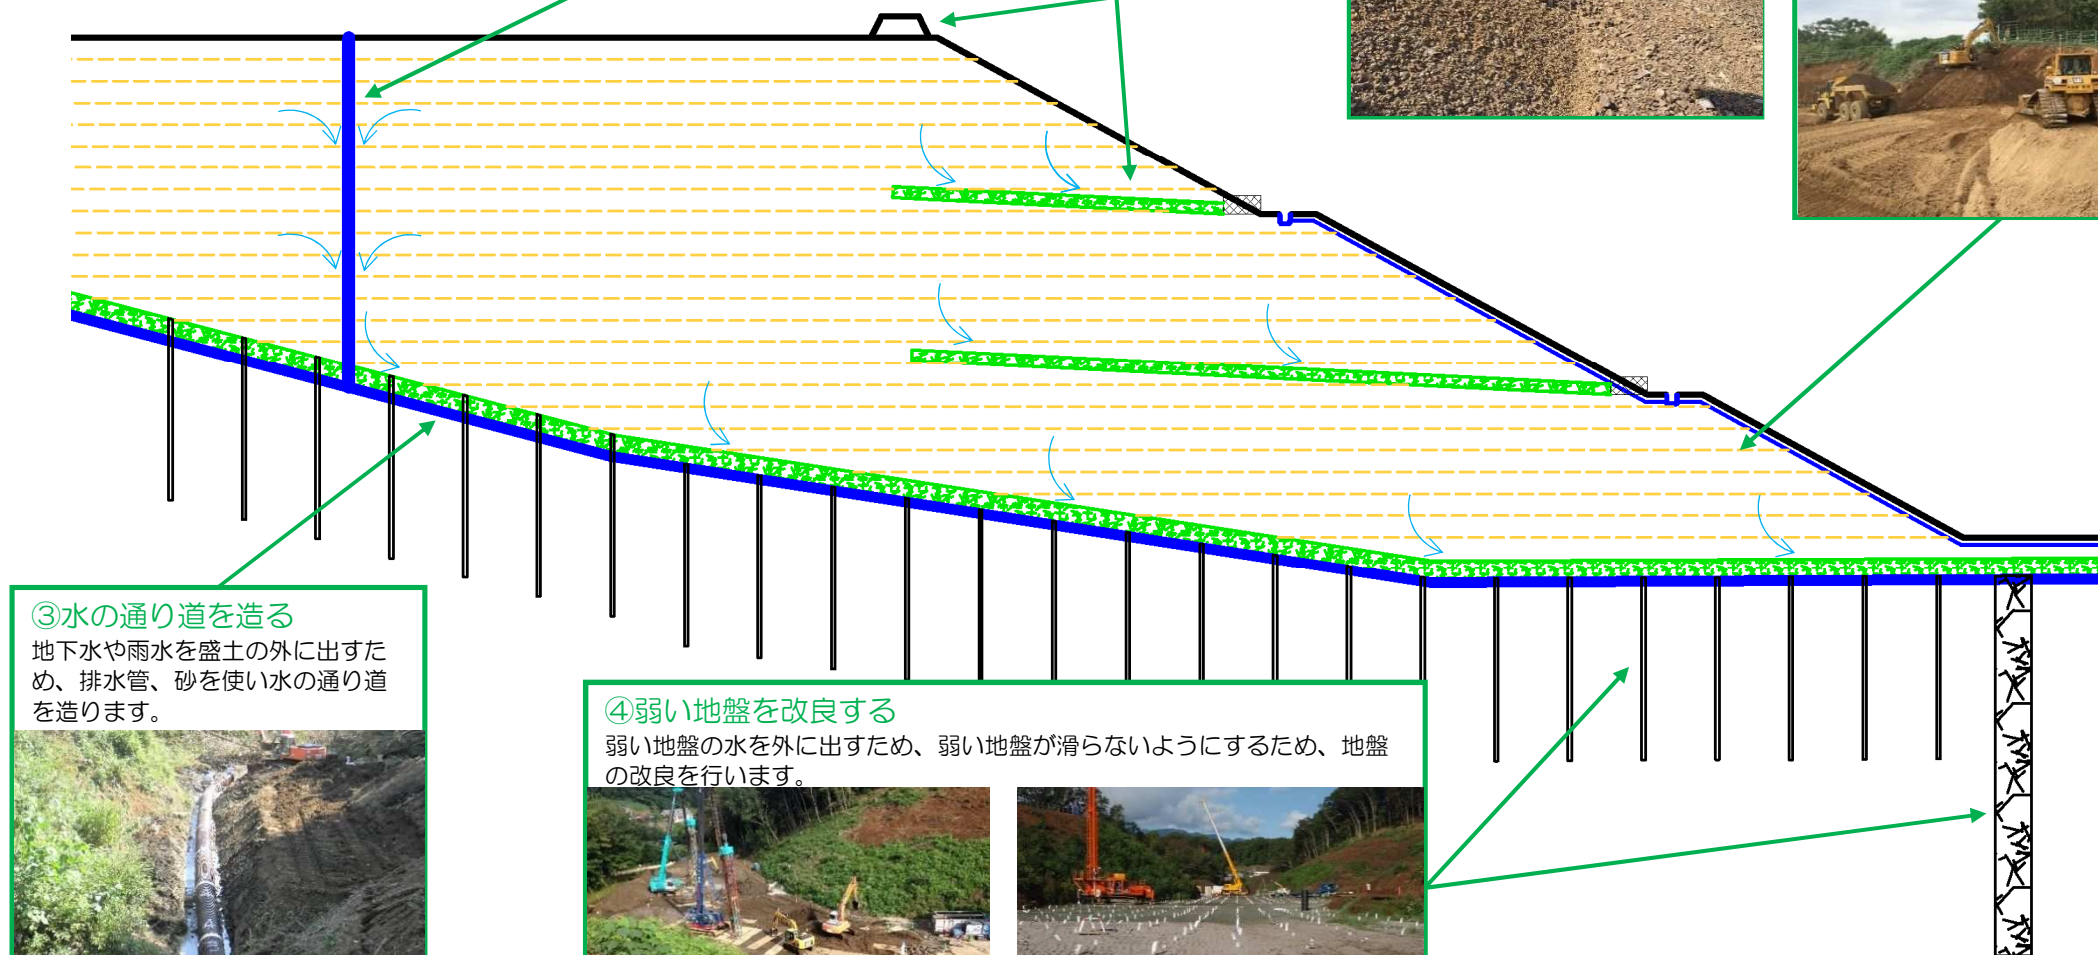 ③水の通り道を造る
地下水や雨水を盛土の外に出すた
め、排水管、砂を使い水の通り道
を造ります。
④弱い地盤を改良する
弱い地盤の水を外に出すため、弱い地盤が滑らないようにするため、地盤
の改良を行います。